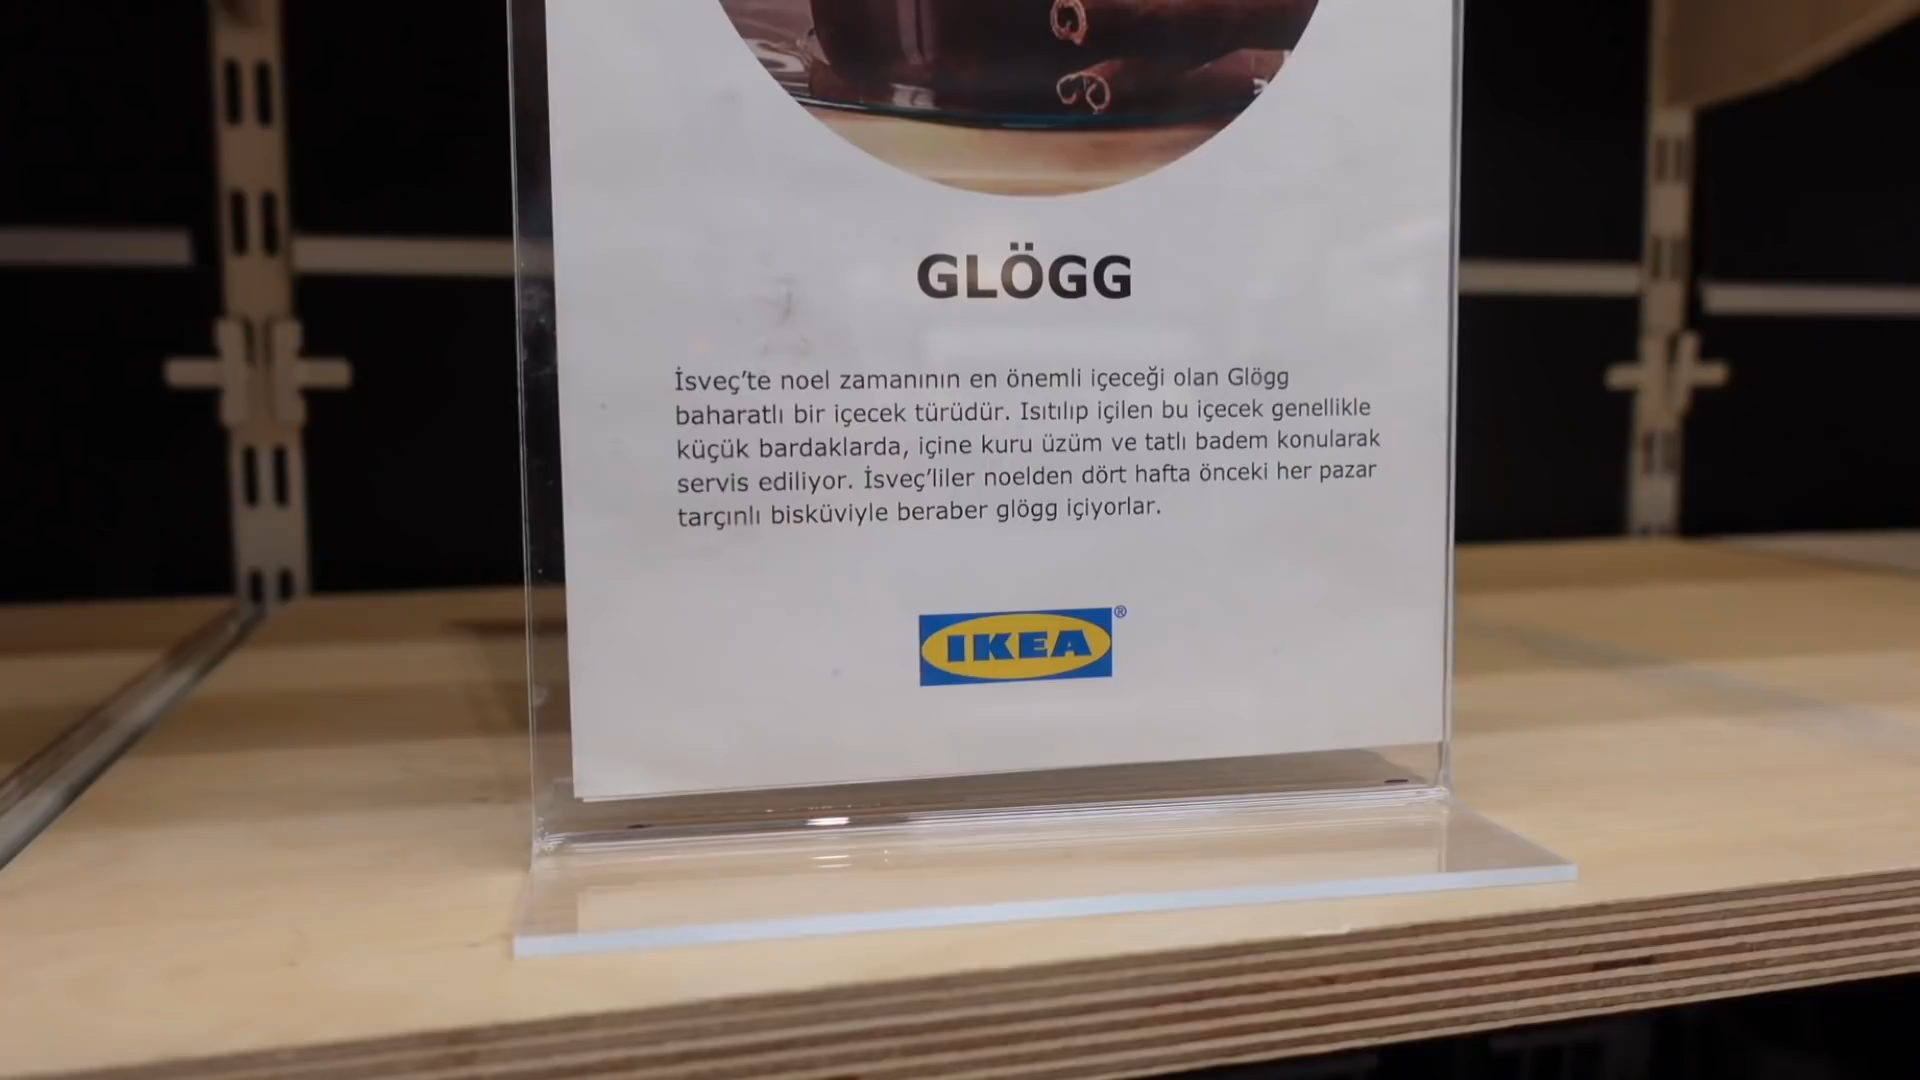 GLÖGG
İsveç’te noel zamanının en önemli içeceği olan Glögg
baharatlı bir içecek türüdür. Isıtılıp içilen bu içecek genellikle
küçük bardaklarda, içine kuru üzüm ve tatlı badem konularak
servis ediliyor. İsveç’liler noelden dört hafta önceki her pazar
tarçınlı bisküviyle beraber glögg içiyorlar.
IKEA®